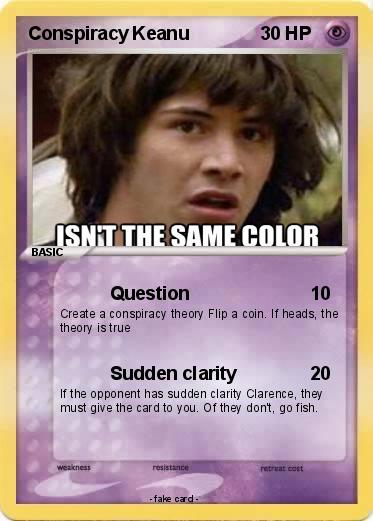 Conspiracy Keanu 30 HP
ISN'T THE SAME COLOR
BASIC
Question 10
Create a conspiracy theory Flip a coin. If heads, the
theory is true
Sudden clarity 20
If the opponent has sudden clarity Clarence, they
must give the card to you. Of they don't, go fish.
weakness resistance retreat cost
- fake card -